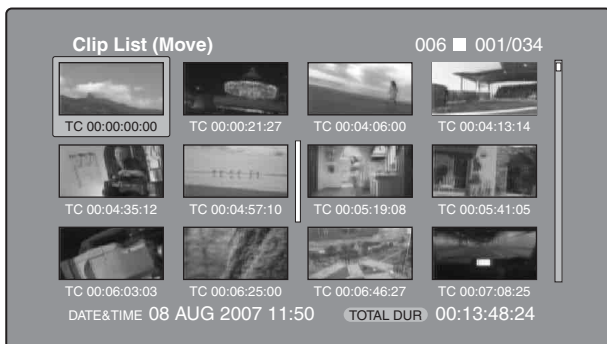 Clip List (Move) 006 001/034
TC 00:00:00:00 TC 00:00:21:27 TC 00:04:06:00 TC 00:04:13:14
TC 00:04:35:12 TC 00:04:57:10 TC 00:05:19:08 TC 00:05:41:05
TC 00:06:03:03 TC 00:06:25:00 TC 00:06:46:27 TC 00:07:08:25
DATE&TIME 08 AUG 2007 11:50 TOTAL DUR 00:13:48:24